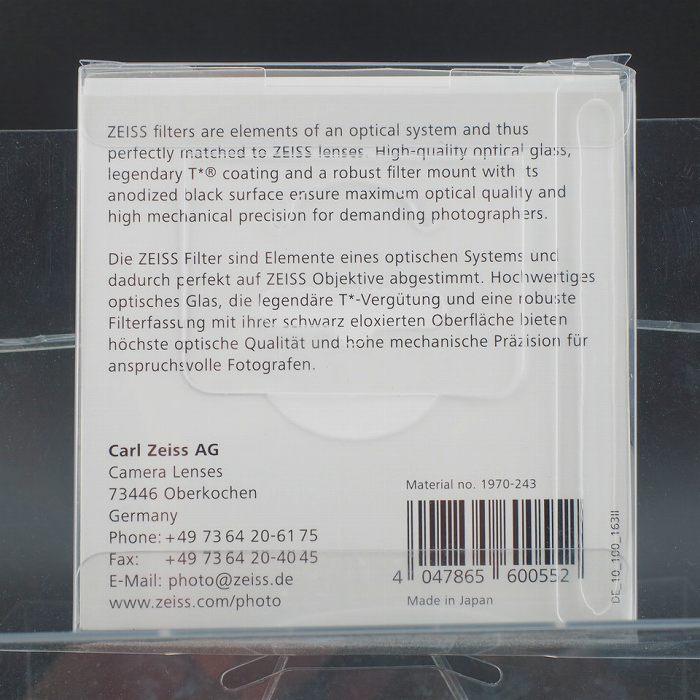 ZEISS filters are elements of an optical system and thus
perfectly matched to ZEISS lenses. High-quality optical glass,
legendary T*® coating and a robust filter mount with its
anodized black surface ensure maximum optical quality and
high mechanical precision for demanding photographers.
Die ZEISS Filter sind Elemente eines optischen Systems und
dadurch perfekt auf ZEISS Objektive abgestimmt. Hochwertiges
optisches Glas, die legendäre T*-Vergütung und eine robuste
Filterfassung mit ihrer schwarz eloxierten Oberfläche bieten
höchste optische Qualität und hohe mechanische Präzision für
anspruchsvolle Fotografen.
Carl Zeiss AG
Camera Lenses
73446 Oberkochen
Germany
Phone: +49 73 64 20-61 75
Fax: +49 73 64 20-40 45
E-Mail: photo@zeiss.de
www.zeiss.com/photo
Material no. 1970-243
4 047865 600552
Made in Japan
DE_10_100_163II